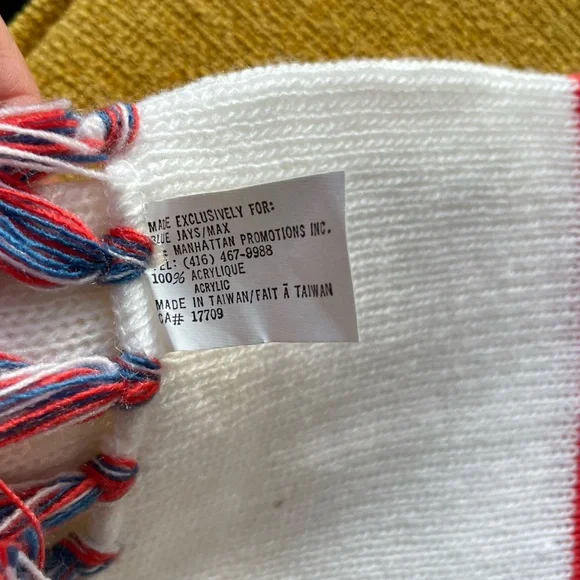 MADE EXCLUSIVELY FOR:
BLUE JAYS/MAX
MANHATTAN PROMOTIONS INC.
TEL: (416) 467-9988
100% ACRYLIQUE
ACRYLIC
MADE IN TAIWAN/FAIT À TAIWAN
CA# 17709